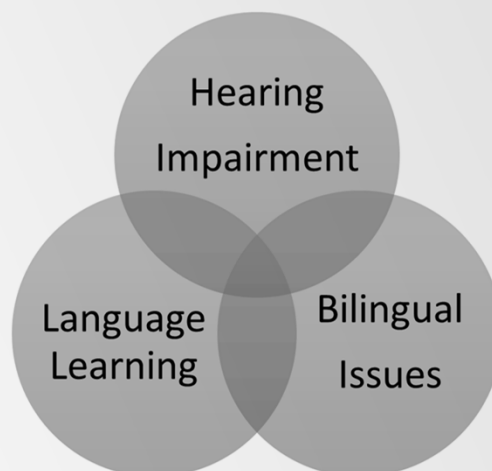 Hearing
Impairment
Language
Learning
Bilingual
Issues